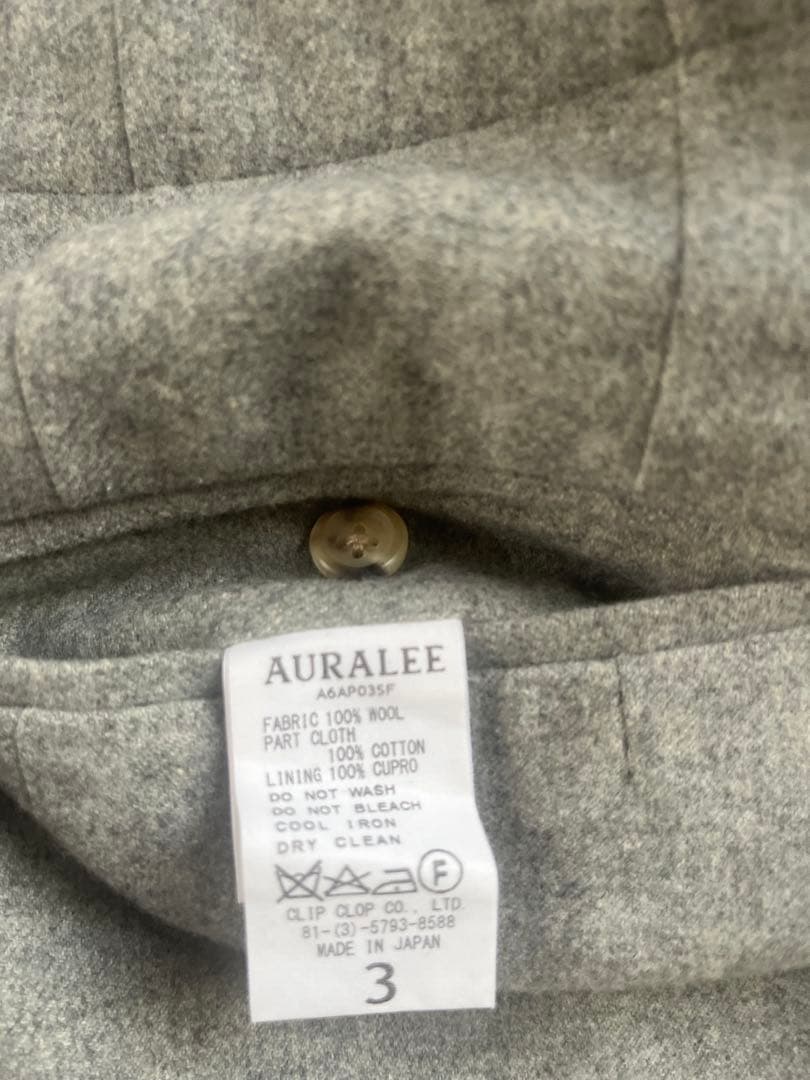 AURALEE
A6AP03SF
FABRIC 100% WOOL
PART CLOTH
100% COTTON
LINING 100% CUPRO
DO NOT WASH
DO NOT BLEACH
COOL IRON
DRY CLEAN
F
CLIP CLOP CO., LTD.
81-(3)-5793-8588
MADE IN JAPAN
3